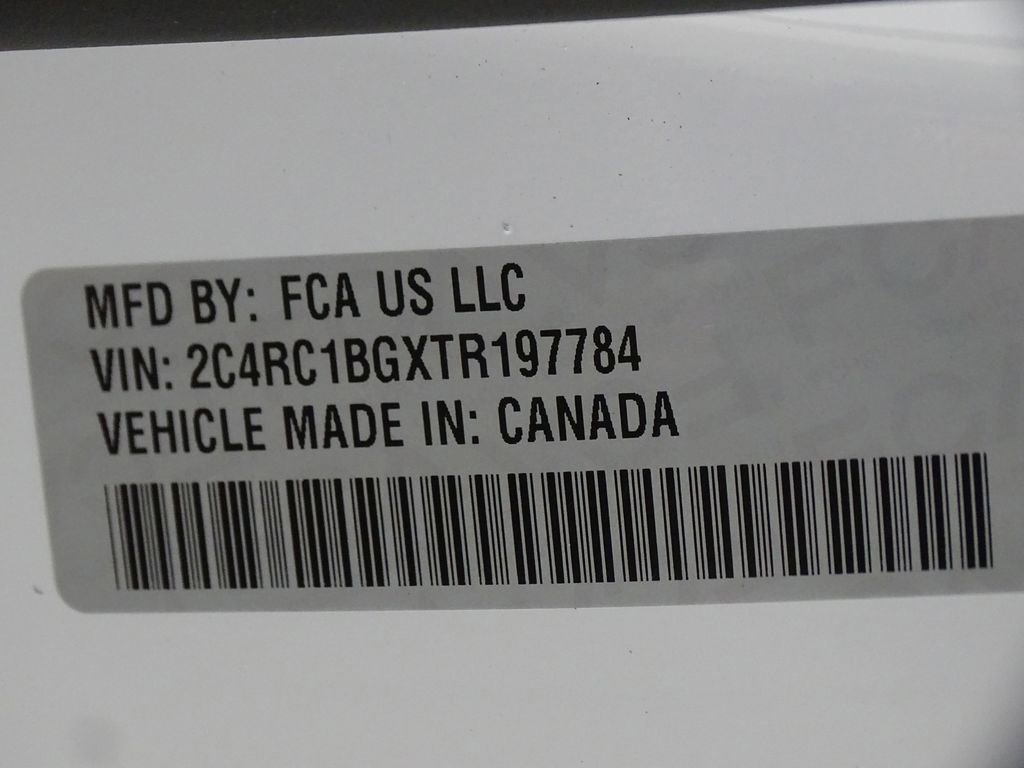 MFD BY: FCA US LLC
VIN: 2C4RC1BGXTR197784
VEHICLE MADE IN: CANADA